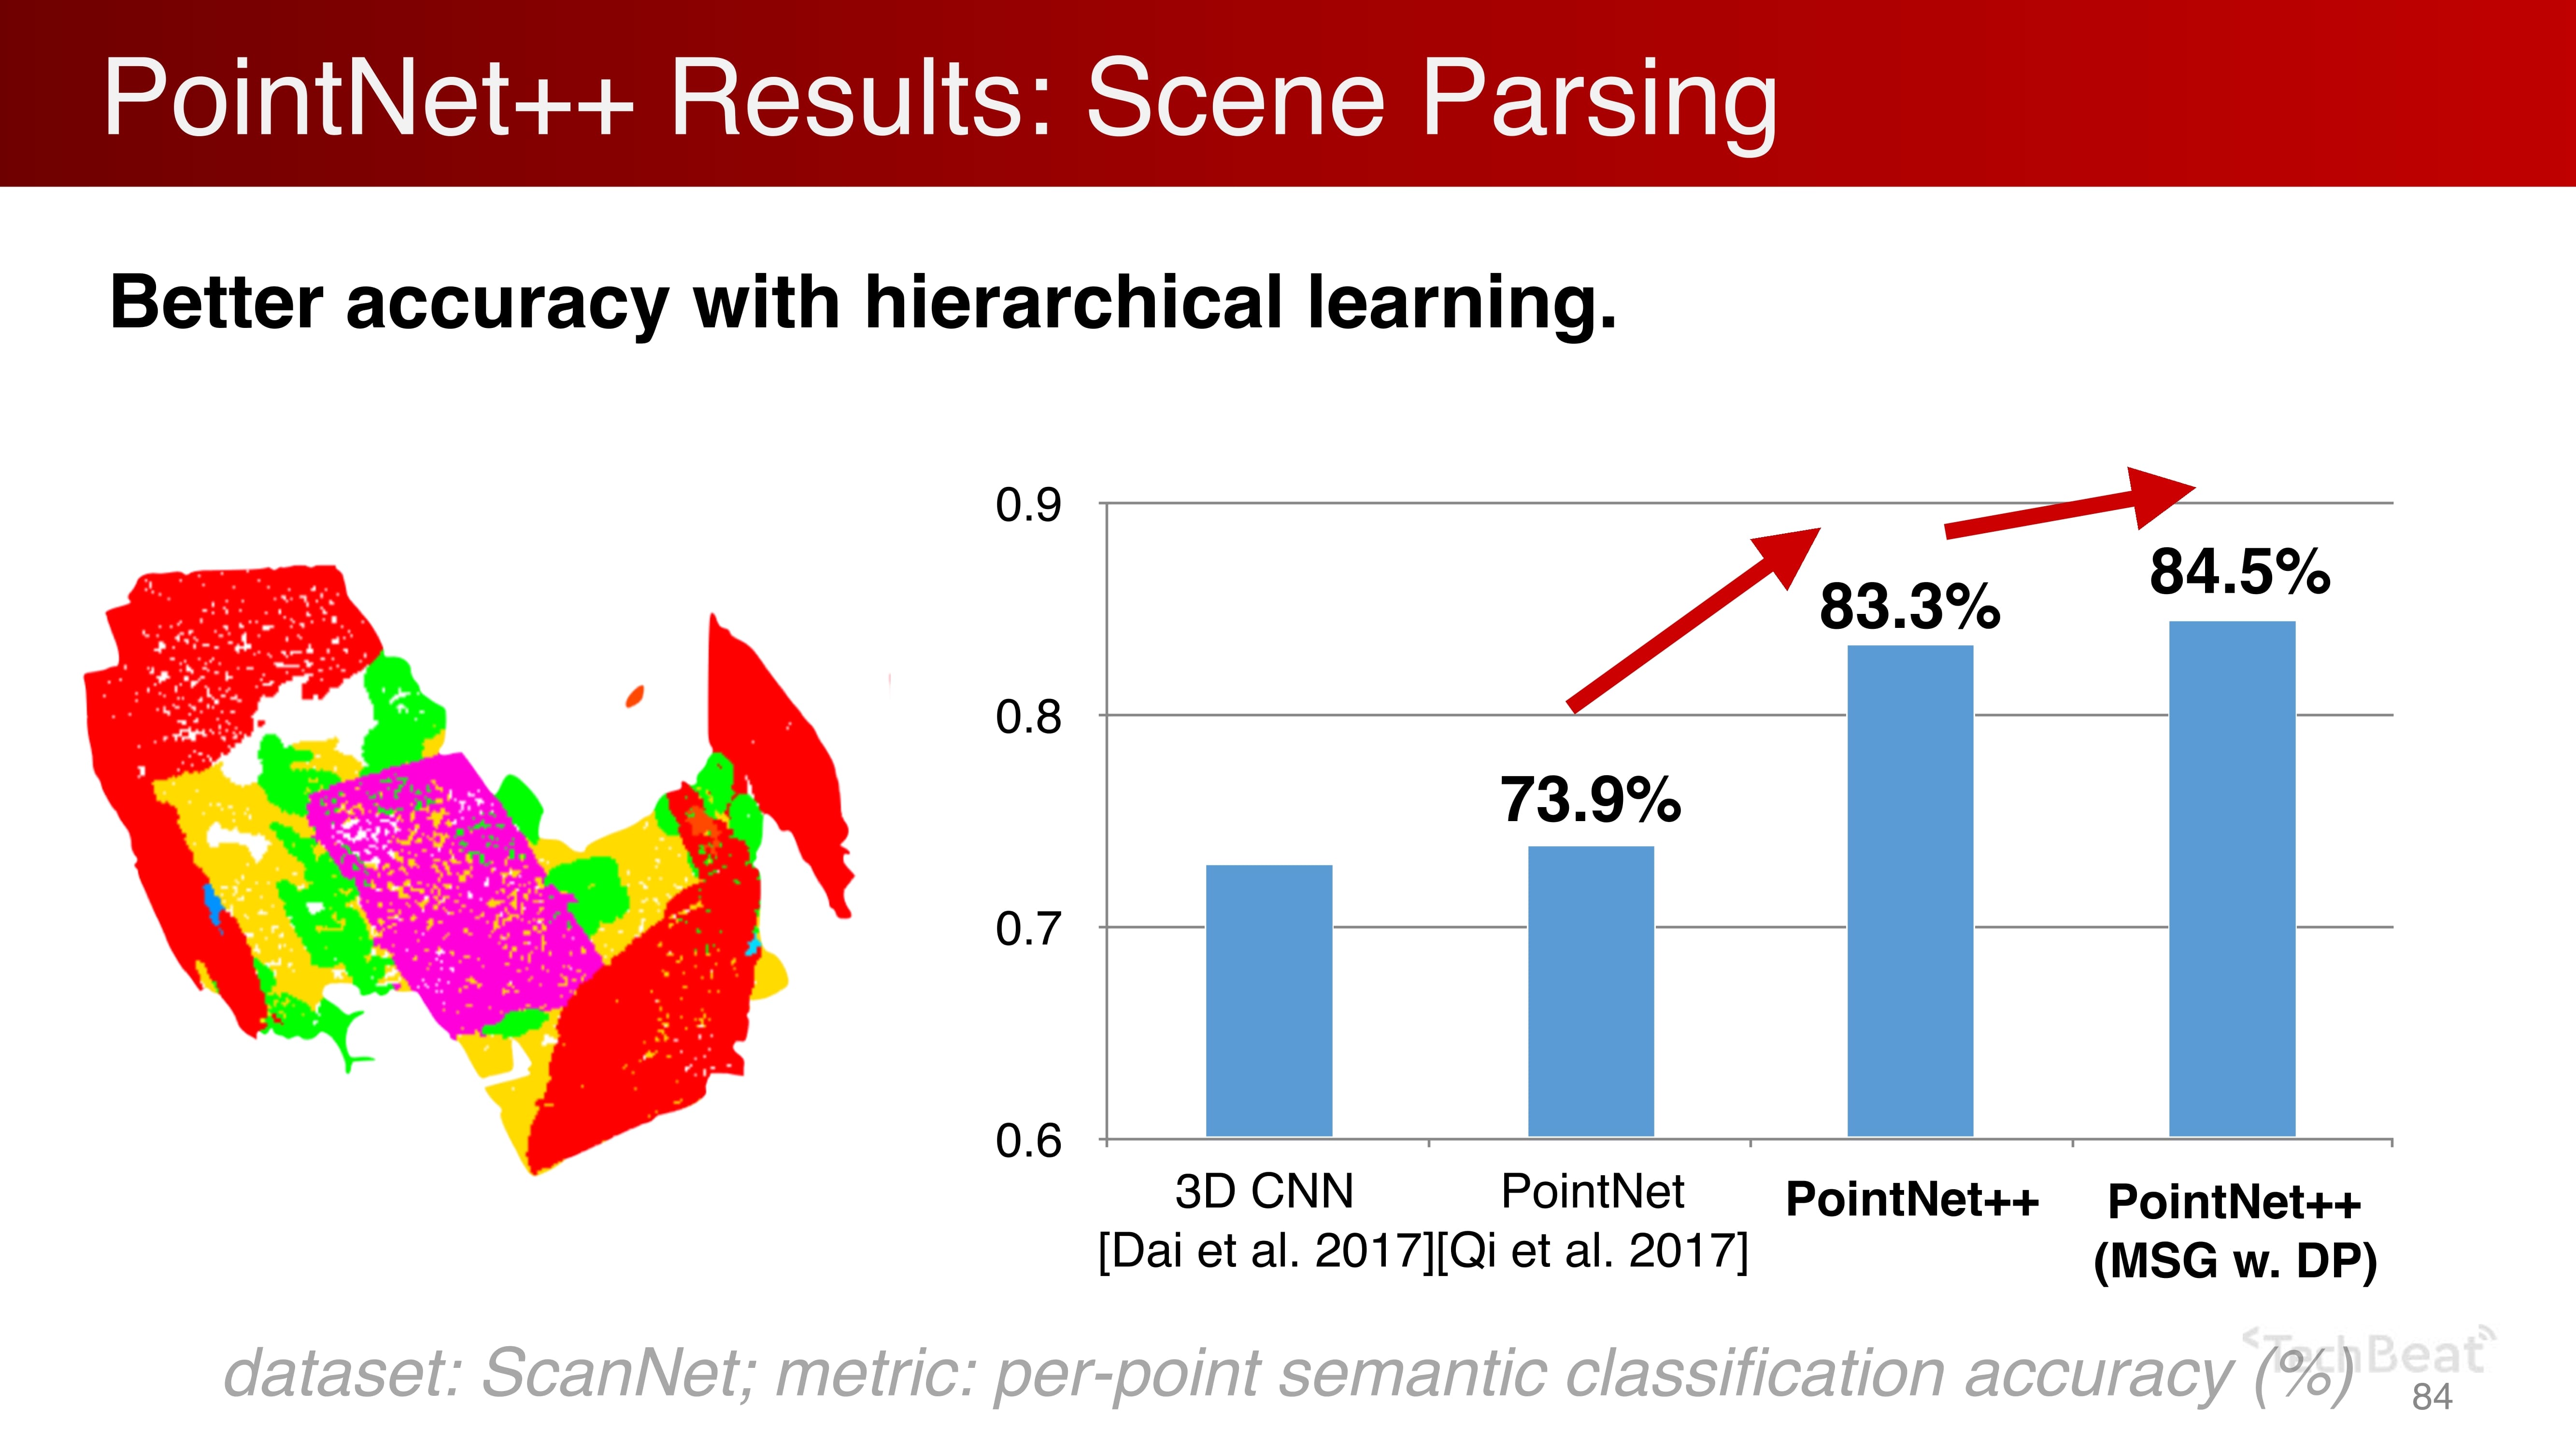 PointNet++ Results: Scene Parsing
Better accuracy with hierarchical learning.
0.9
0.8
0.7
0.6
73.9%
83.3%
84.5%
3D CNN
[Dai et al. 2017]
PointNet
[Qi et al. 2017]
PointNet++
PointNet++
(MSG w. DP)
TechBeat
dataset: ScanNet; metric: per-point semantic classification accuracy (%)
84